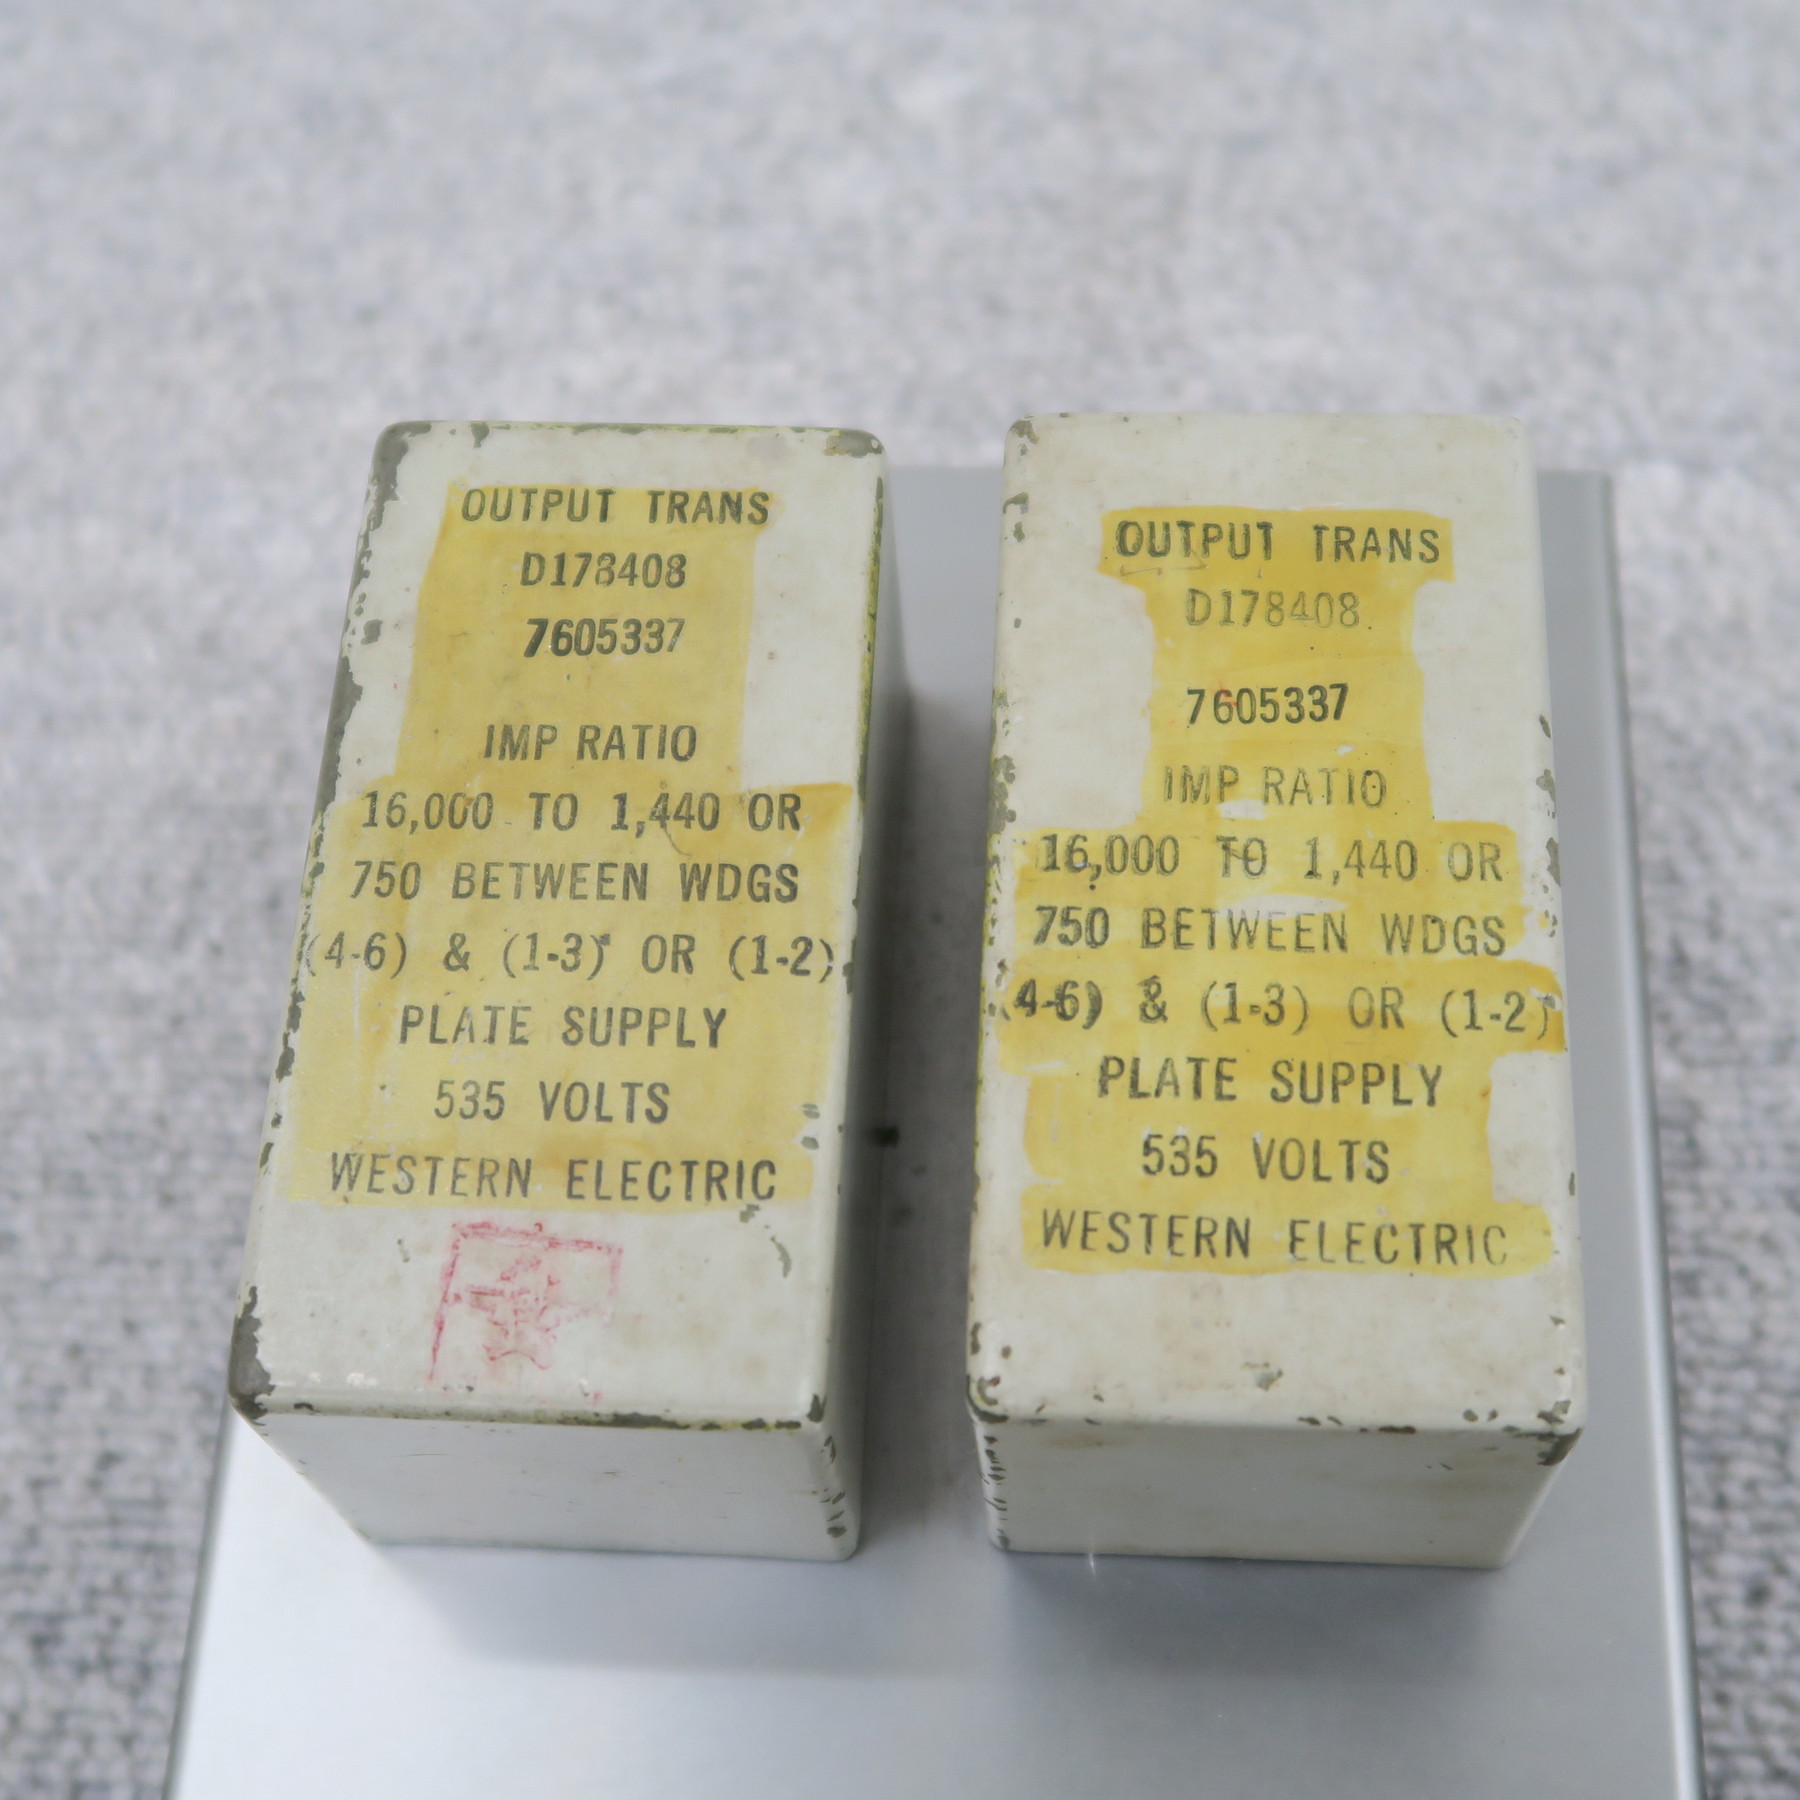 OUTPUT TRANS
D178408
7605337
IMP RATIO
16,000 TO 1,440 OR
750 BETWEEN WDGS
(4-6) & (1-3) OR (1-2)
PLATE SUPPLY
535 VOLTS
WESTERN ELECTRIC
OUTPUT TRANS
D178408
7605337
IMP RATIO
16,000 TO 1,440 OR
750 BETWEEN WDGS
(4-6) & (1-3) OR (1-2)
PLATE SUPPLY
535 VOLTS
WESTERN ELECTRIC